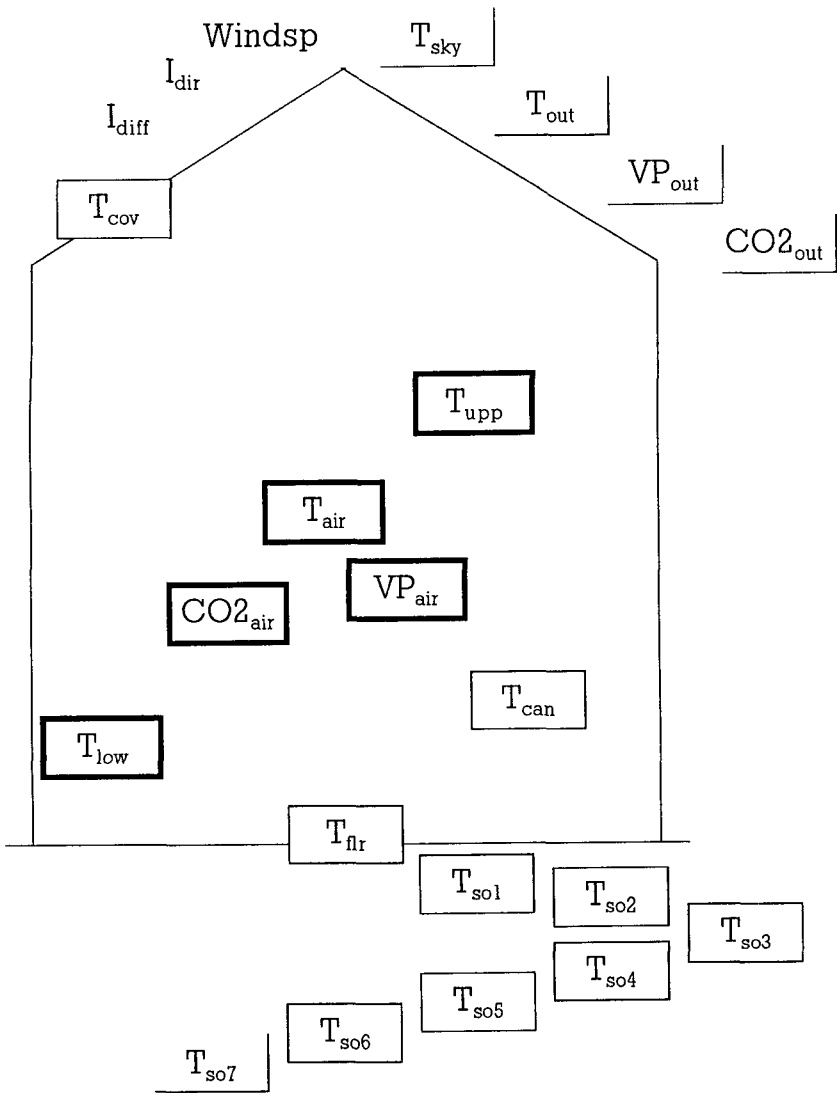 Windsp
T_sky
I_dir
T_out
I_diff
VP_out
T_cov
CO2_out
T_upp
T_air
VP_air
CO2_air
T_can
T_low
T_flr
T_so1
T_so2
T_so3
T_so4
T_so5
T_so6
T_so7